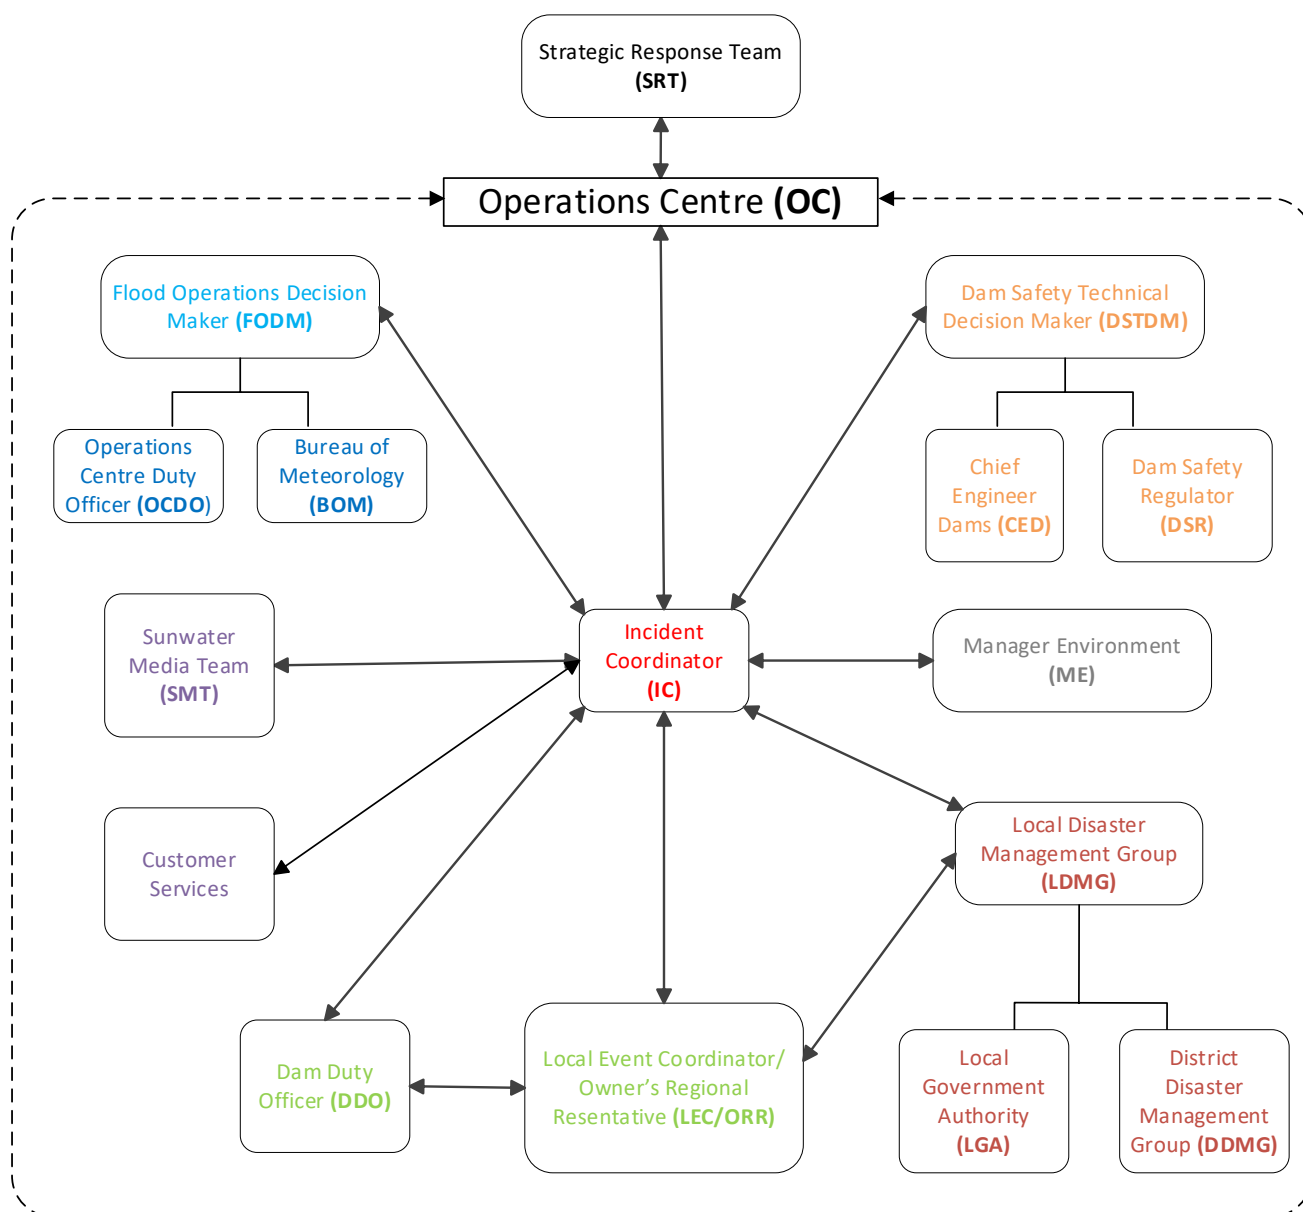 Strategic Response Team
(SRT)
Operations Centre (OC)
Flood Operations Decision
Maker (FODM)
Dam Safety Technical
Decision Maker (DSTDM)
Operations
Centre Duty
Officer (OCDO)
Bureau of
Meteorology
(BOM)
Chief
Engineer
Dams (CED)
Dam Safety
Regulator
(DSR)
Sunwater
Media Team
(SMT)
Incident
Coordinator
(IC)
Manager Environment
(ME)
Customer
Services
Local Disaster
Management Group
(LDMG)
Dam Duty
Officer (DDO)
Local Event Coordinator/
Owner’s Regional
Resentative (LEC/ORR)
Local
Government
Authority
(LGA)
District
Disaster
Management
Group (DDMG)